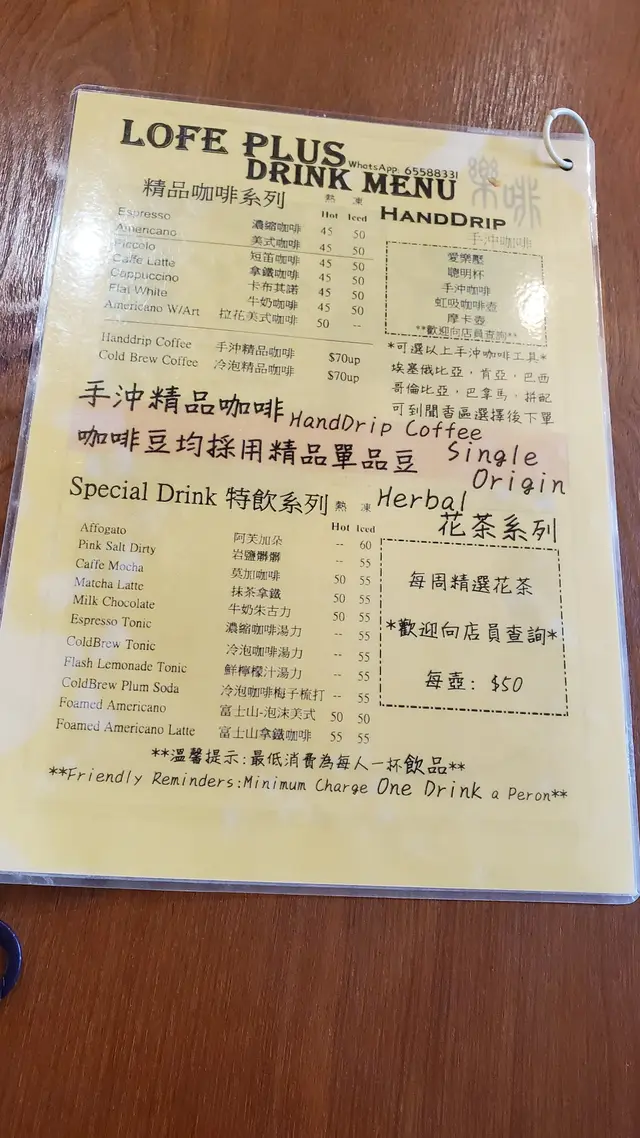 LOFE PLUS
WhatsApp: 65588331
DRINK MENU
樂啡
精品咖啡系列 熱 凍
Hot Iced
Espresso 濃縮咖啡 45 50
Americano 美式咖啡 45 50
Piccolo 短笛咖啡 45 50
Caffe Latte 拿鐵咖啡 45 50
Cappuccino 卡布其諾 45 50
Flat White 牛奶咖啡 45 50
Americano W/Art 拉花美式咖啡 50 --
Handdrip Coffee 手沖精品咖啡 $70up
Cold Brew Coffee 冷泡精品咖啡 $70up
HANDDRIP
手沖咖啡
愛樂壓
聰明杯
手沖咖啡
虹吸咖啡壺
摩卡壺
**歡迎向店員查詢**
*可選以上手沖咖啡工具*
埃塞俄比亞,肯亞,巴西
哥倫比亞,巴拿馬,拼配
可到聞香區選擇後下單
手沖精品咖啡 HandDrip Coffee
咖啡豆均採用精品單品豆 Single
Origin
Special Drink 特飲系列 熱 凍
Hot Iced
Affogato 阿芙加朵 -- 60
Pink Salt Dirty 岩鹽髒髒 -- 55
Caffe Mocha 莫加咖啡 50 55
Matcha Latte 抹茶拿鐵 50 55
Milk Chocolate 牛奶朱古力 50 55
Espresso Tonic 濃縮咖啡湯力 -- 55
ColdBrew Tonic 冷泡咖啡湯力 -- 55
Flash Lemonade Tonic 鮮檸檬汁湯力 -- 55
ColdBrew Plum Soda 冷泡咖啡梅子梳打 -- 55
Foamed Americano 富士山-泡沫美式 50 50
Foamed Americano Latte 富士山拿鐵咖啡 55 55
Herbal
花茶系列
每周精選花茶
*歡迎向店員查詢*
每壺: $50
**溫馨提示:最低消費為每人一杯飲品**
**Friendly Reminders:Minimum Charge One Drink a Peron**